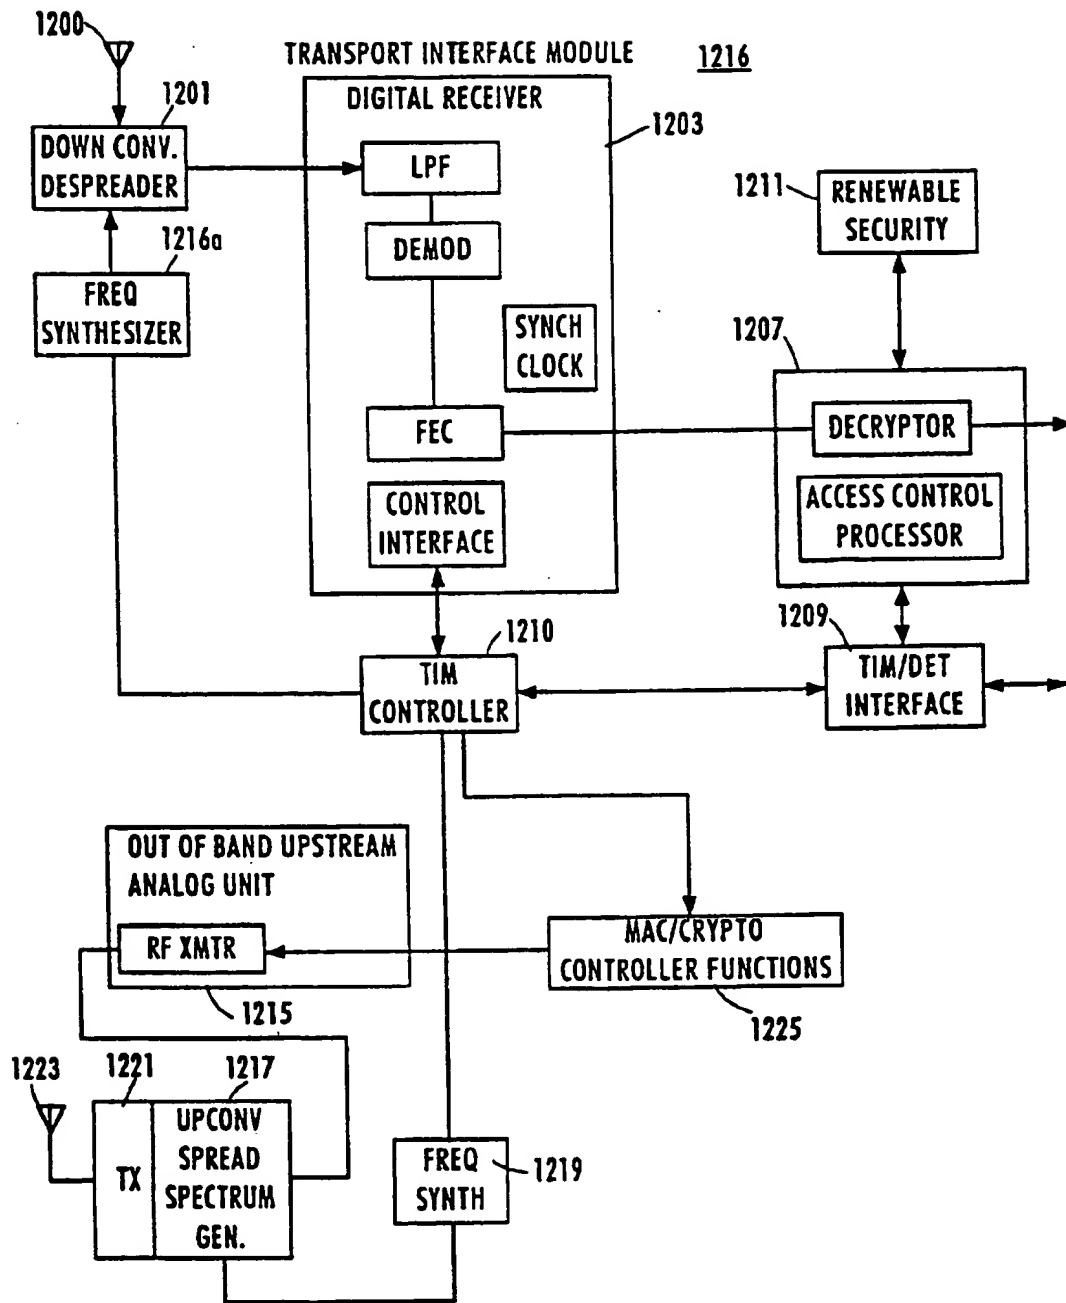 1200
TRANSPORT INTERFACE MODULE
1216
1201
DIGITAL RECEIVER
1203
DOWN CONV.
DESPREADER
LPF
1211
RENEWABLE
SECURITY
1216a
DEMOD
FREQ
SYNTHESIZER
SYNCH
CLOCK
1207
FEC
DECRYPTOR
CONTROL
INTERFACE
ACCESS CONTROL
PROCESSOR
1210
1209
TIM
CONTROLLER
TIM/DET
INTERFACE
OUT OF BAND UPSTREAM
ANALOG UNIT
RF XMTR
MAC/CRYPTO
CONTROLLER FUNCTIONS
1215
1225
1223
1221
1217
TX
UPCONV
SPREAD
SPECTRUM
GEN.
FREQ
SYNTH
1219